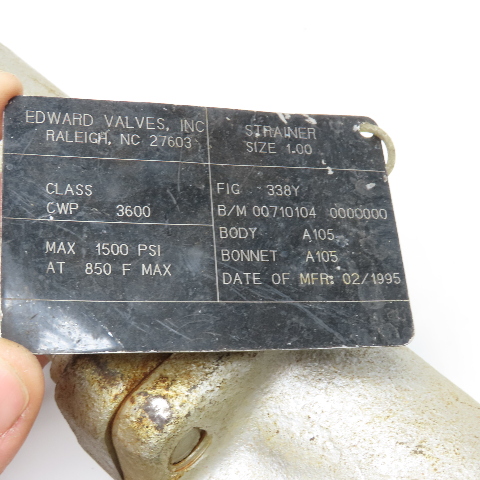 EDWARD VALVES, INC
RALEIGH, NC 27603
STRAINER
SIZE 1.00
CLASS
CWP 3600
MAX 1500 PSI
AT 850 F MAX
FIG 338Y
B/M 00710104 0000000
BODY A105
BONNET A105
DATE OF MFR: 02/1995